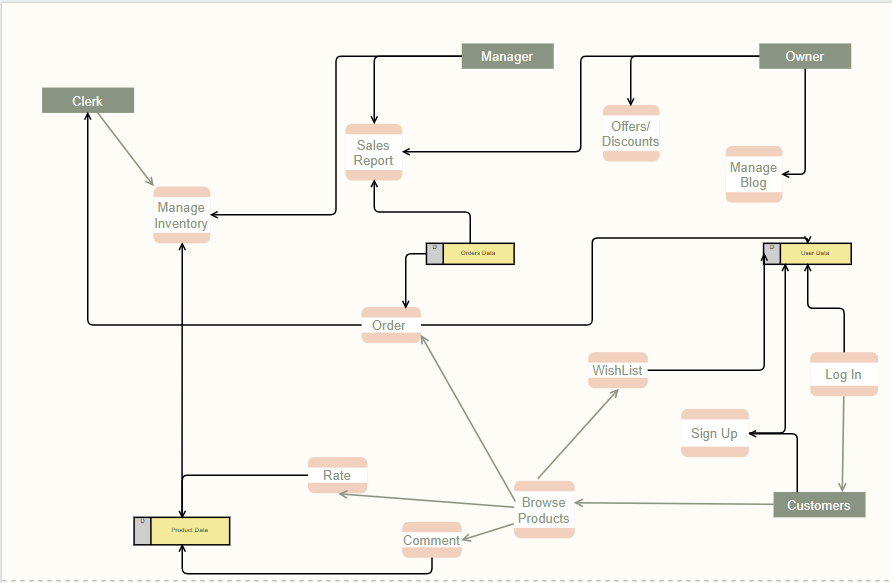 Manager
Owner
Clerk
Offers/
Discounts
Sales
Report
Manage
Blog
Manage
Inventory
D
Orders Data
D
User Data
Order
WishList
Log In
Sign Up
Rate
Browse
Products
Customers
D
Product Data
Comment